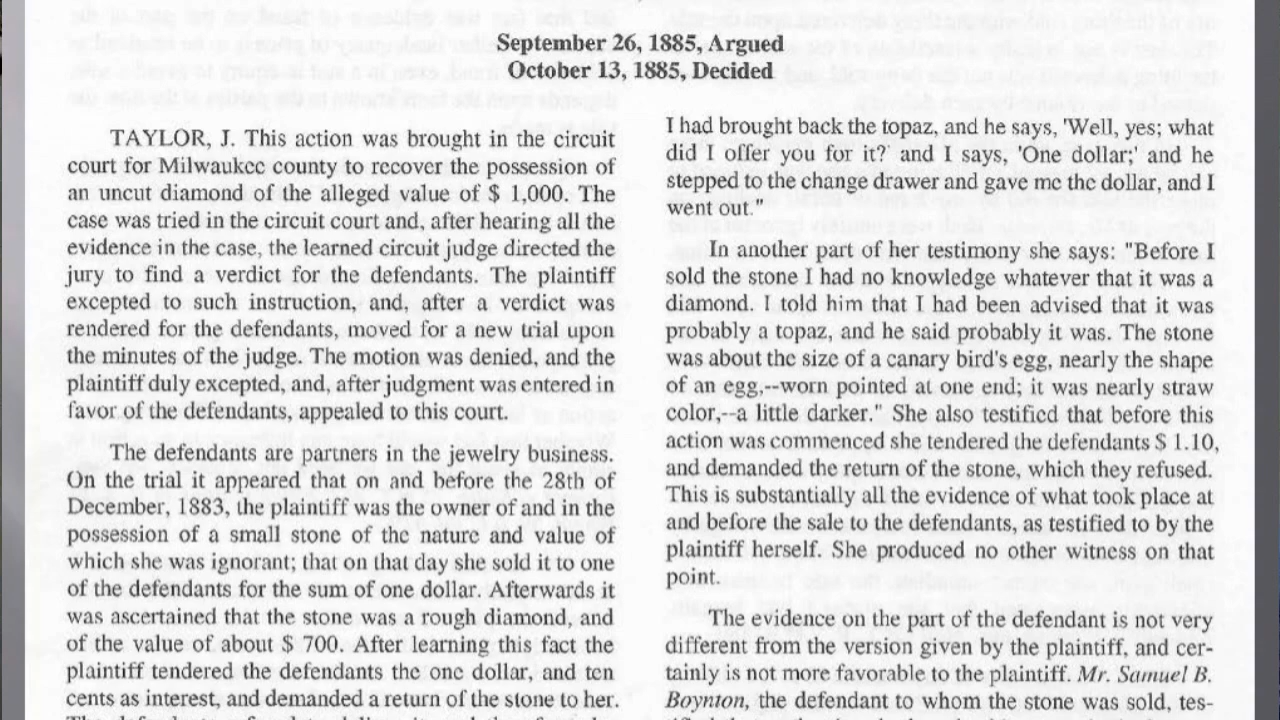 September 26, 1885, Argued
October 13, 1885, Decided
TAYLOR, J. This action was brought in the circuit
court for Milwaukee county to recover the possession of
an uncut diamond of the alleged value of $ 1,000. The
case was tried in the circuit court and, after hearing all the
evidence in the case, the learned circuit judge directed the
jury to find a verdict for the defendants. The plaintiff
excepted to such instruction, and, after a verdict was
rendered for the defendants, moved for a new trial upon
the minutes of the judge. The motion was denied, and the
plaintiff duly excepted, and, after judgment was entered in
favor of the defendants, appealed to this court.
The defendants are partners in the jewelry business.
On the trial it appeared that on and before the 28th of
December, 1883, the plaintiff was the owner of and in the
possession of a small stone of the nature and value of
which she was ignorant; that on that day she sold it to one
of the defendants for the sum of one dollar. Afterwards it
was ascertained that the stone was a rough diamond, and
of the value of about $ 700. After learning this fact the
plaintiff tendered the defendants the one dollar, and ten
cents as interest, and demanded a return of the stone to her.
I had brought back the topaz, and he says, 'Well, yes; what
did I offer you for it?' and I says, 'One dollar;' and he
stepped to the change drawer and gave me the dollar, and I
went out."
In another part of her testimony she says: "Before I
sold the stone I had no knowledge whatever that it was a
diamond. I told him that I had been advised that it was
probably a topaz, and he said probably it was. The stone
was about the size of a canary bird's egg, nearly the shape
of an egg,--worn pointed at one end; it was nearly straw
color,--a little darker." She also testified that before this
action was commenced she tendered the defendants $ 1.10,
and demanded the return of the stone, which they refused.
This is substantially all the evidence of what took place at
and before the sale to the defendants, as testified to by the
plaintiff herself. She produced no other witness on that
point.
The evidence on the part of the defendant is not very
different from the version given by the plaintiff, and cer-
tainly is not more favorable to the plaintiff. Mr. Samuel B.
Boynton, the defendant to whom the stone was sold, tes-